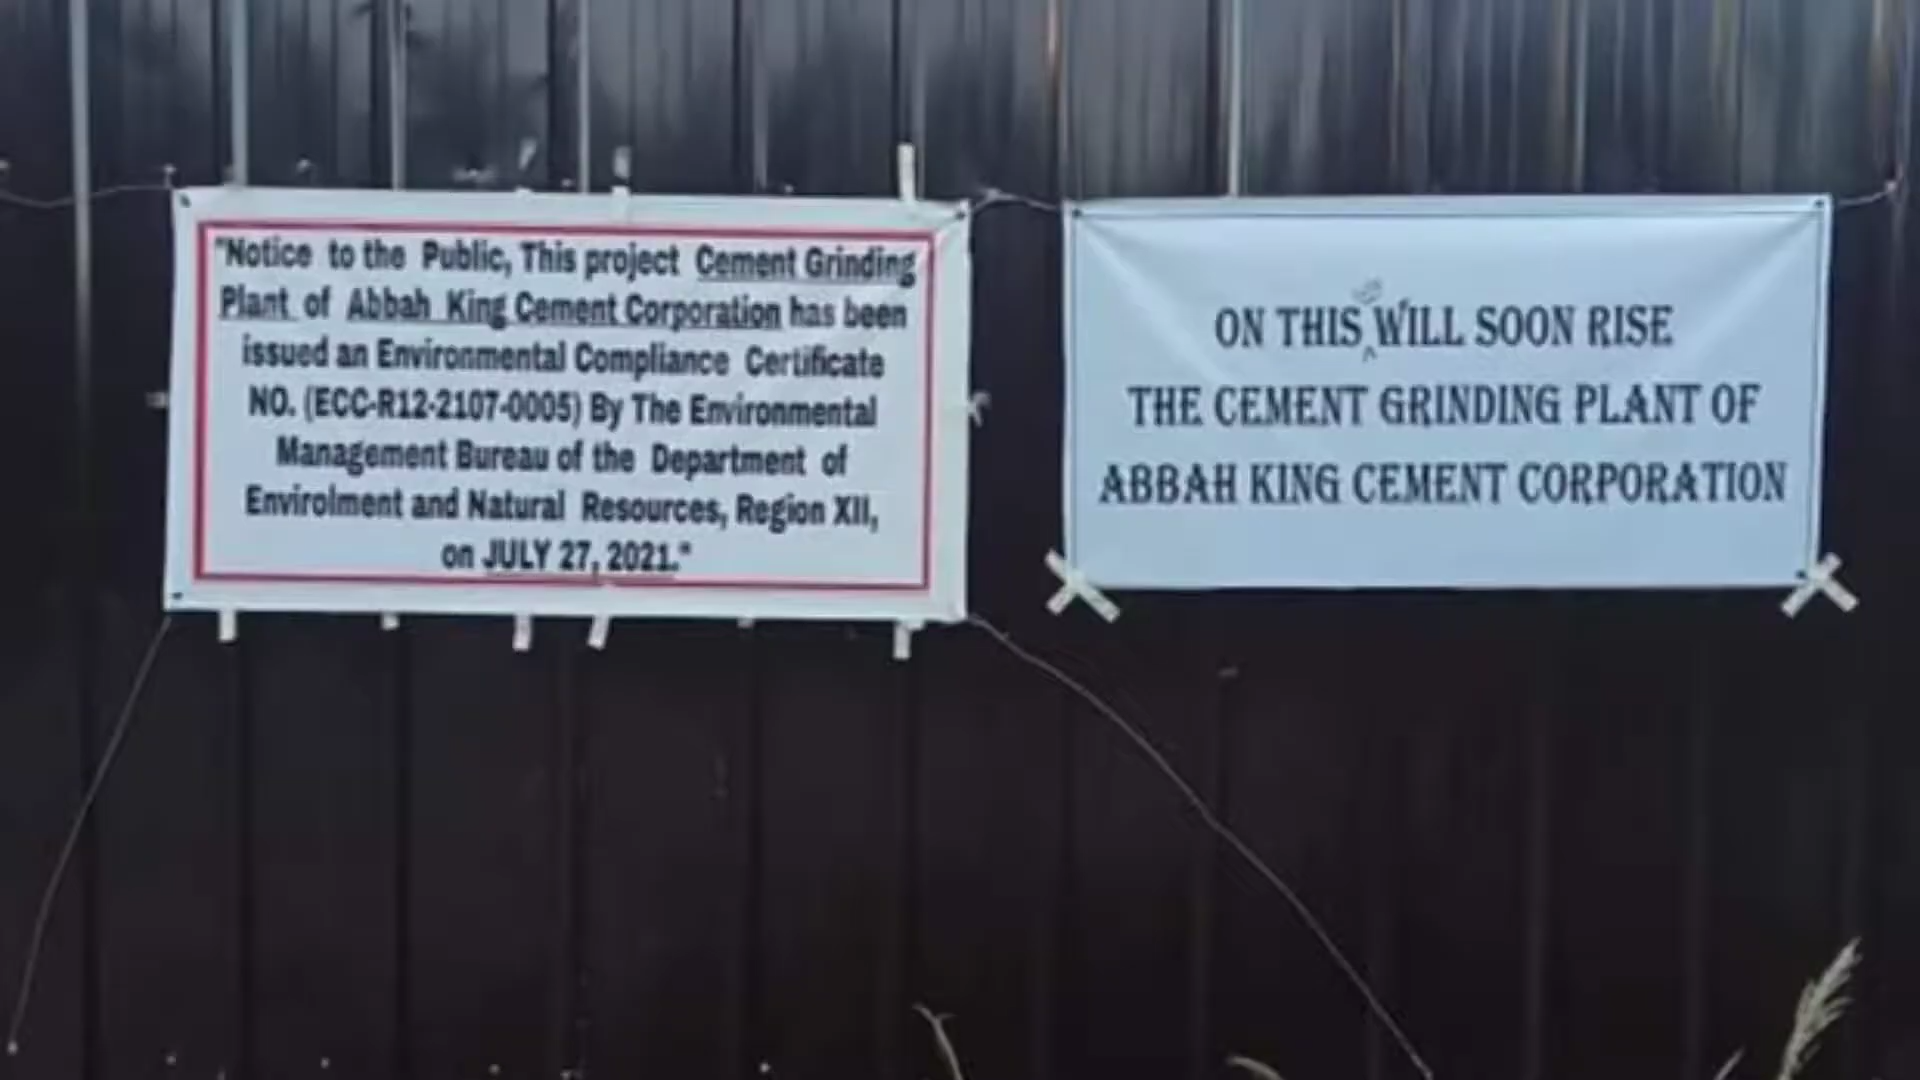 "Notice to the Public, This project Cement Grinding
Plant of Abbah King Cement Corporation has been
issued an Environmental Compliance Certificate
NO. (ECC-R12-2107-0005) By The Environmental
Management Bureau of the Department of
Envirolment and Natural Resources, Region XII,
on JULY 27, 2021."
ON THIS WILL SOON RISE
THE CEMENT GRINDING PLANT OF
ABBAH KING CEMENT CORPORATION